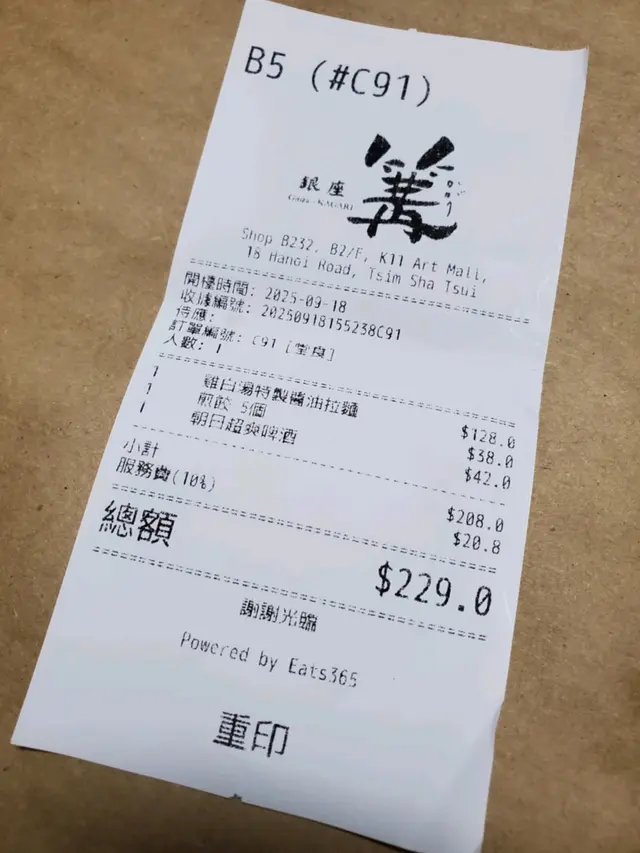 B5 (#C91)
篝
かがり
銀座
Ginza - KAGARI
Shop B232, B2/F, K11 Art Mall,
18 Hanoi Road, Tsim Sha Tsui
開檯時間: 2025-09-18
收據編號: 20250918155238C91
侍應:
訂單編號: C91 [堂食]
人數: 1
1 雞白湯特製醬油拉麵 $128.0
1 煎餃 5個 $38.0
1 朝日超爽啤酒 $42.0
小計 $208.0
服務費(10%) $20.8
總額 $229.0
謝謝光臨
Powered by Eats365
重印